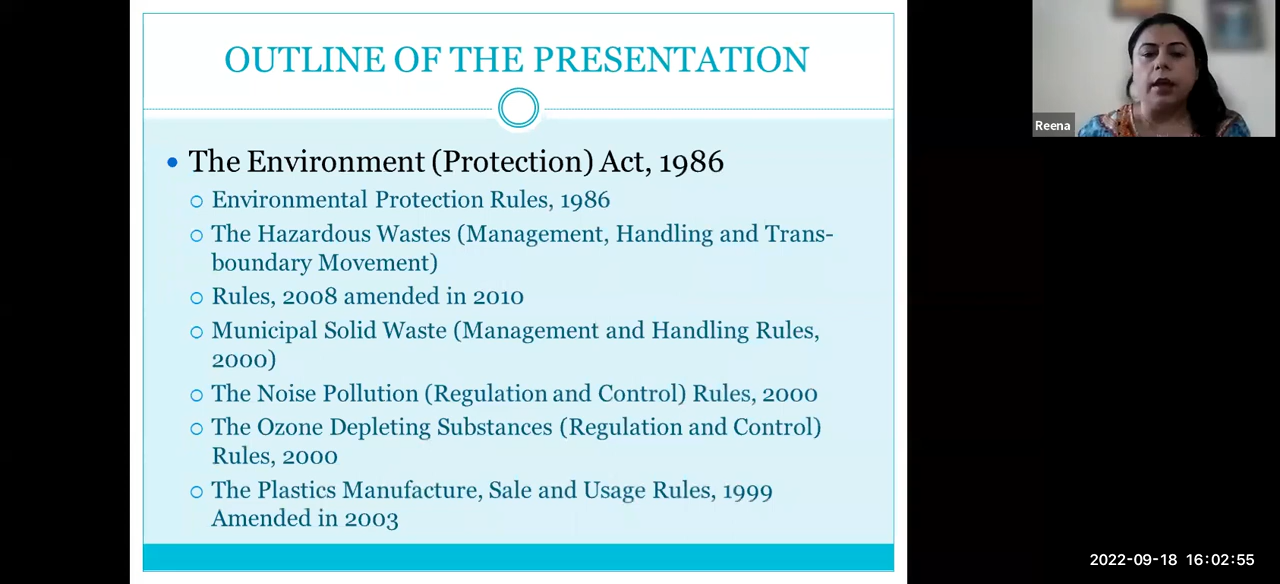 OUTLINE OF THE PRESENTATION
Reena
The Environment (Protection) Act, 1986
Environmental Protection Rules, 1986
The Hazardous Wastes (Management, Handling and Trans-
boundary Movement)
Rules, 2008 amended in 2010
Municipal Solid Waste (Management and Handling Rules,
2000)
The Noise Pollution (Regulation and Control) Rules, 2000
The Ozone Depleting Substances (Regulation and Control)
Rules, 2000
The Plastics Manufacture, Sale and Usage Rules, 1999
Amended in 2003
2022-09-18 16:02:55